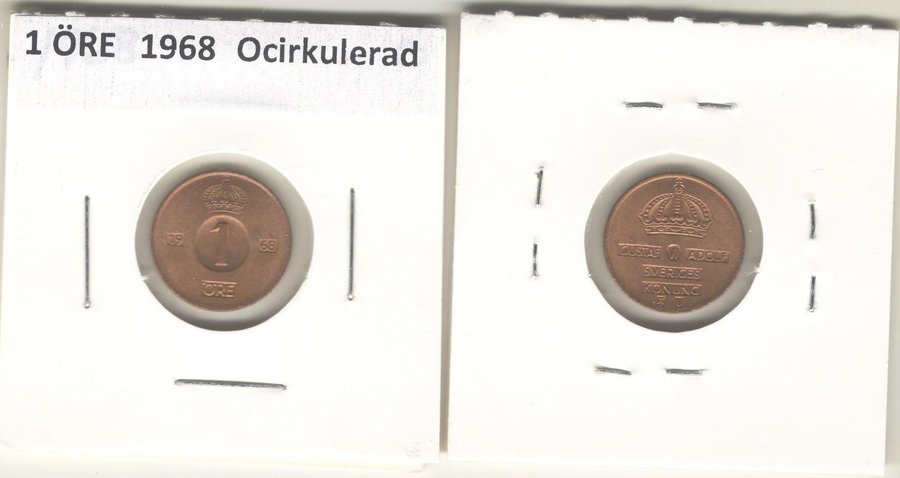 1 ÖRE 1968 Ocirkulerad
1
19 68
ÖRE
GUSTAF VI ADOLF
SVERIGES
KONUNG
U